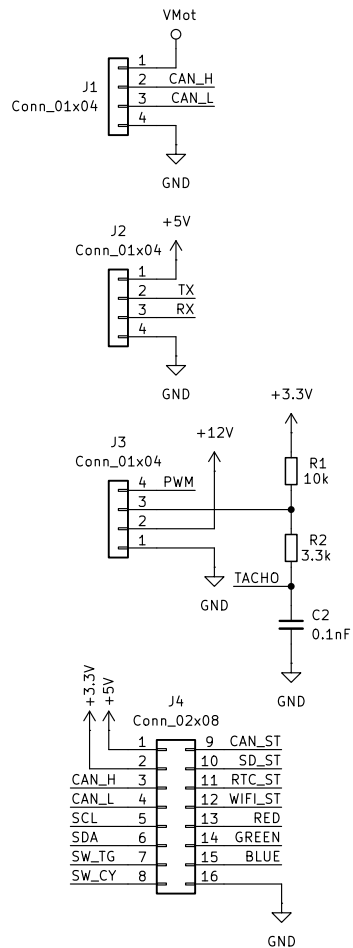 VMot
J1
Conn_01x04
1
2 CAN_H
3 CAN_L
4
GND
+5V
J2
Conn_01x04
1
2 TX
3 RX
4
GND
+3.3V
+12V
J3
Conn_01x04
R1
10k
4 PWM
3
2
1
R2
3.3k
TACHO
GND
C2
0.1nF
GND
+3.3V
+5V
J4
Conn_02x08
1 9 CAN_ST
2 10 SD_ST
CAN_H 3 11 RTC_ST
CAN_L 4 12 WIFI_ST
SCL 5 13 RED
SDA 6 14 GREEN
SW_TG 7 15 BLUE
SW_CY 8 16
GND